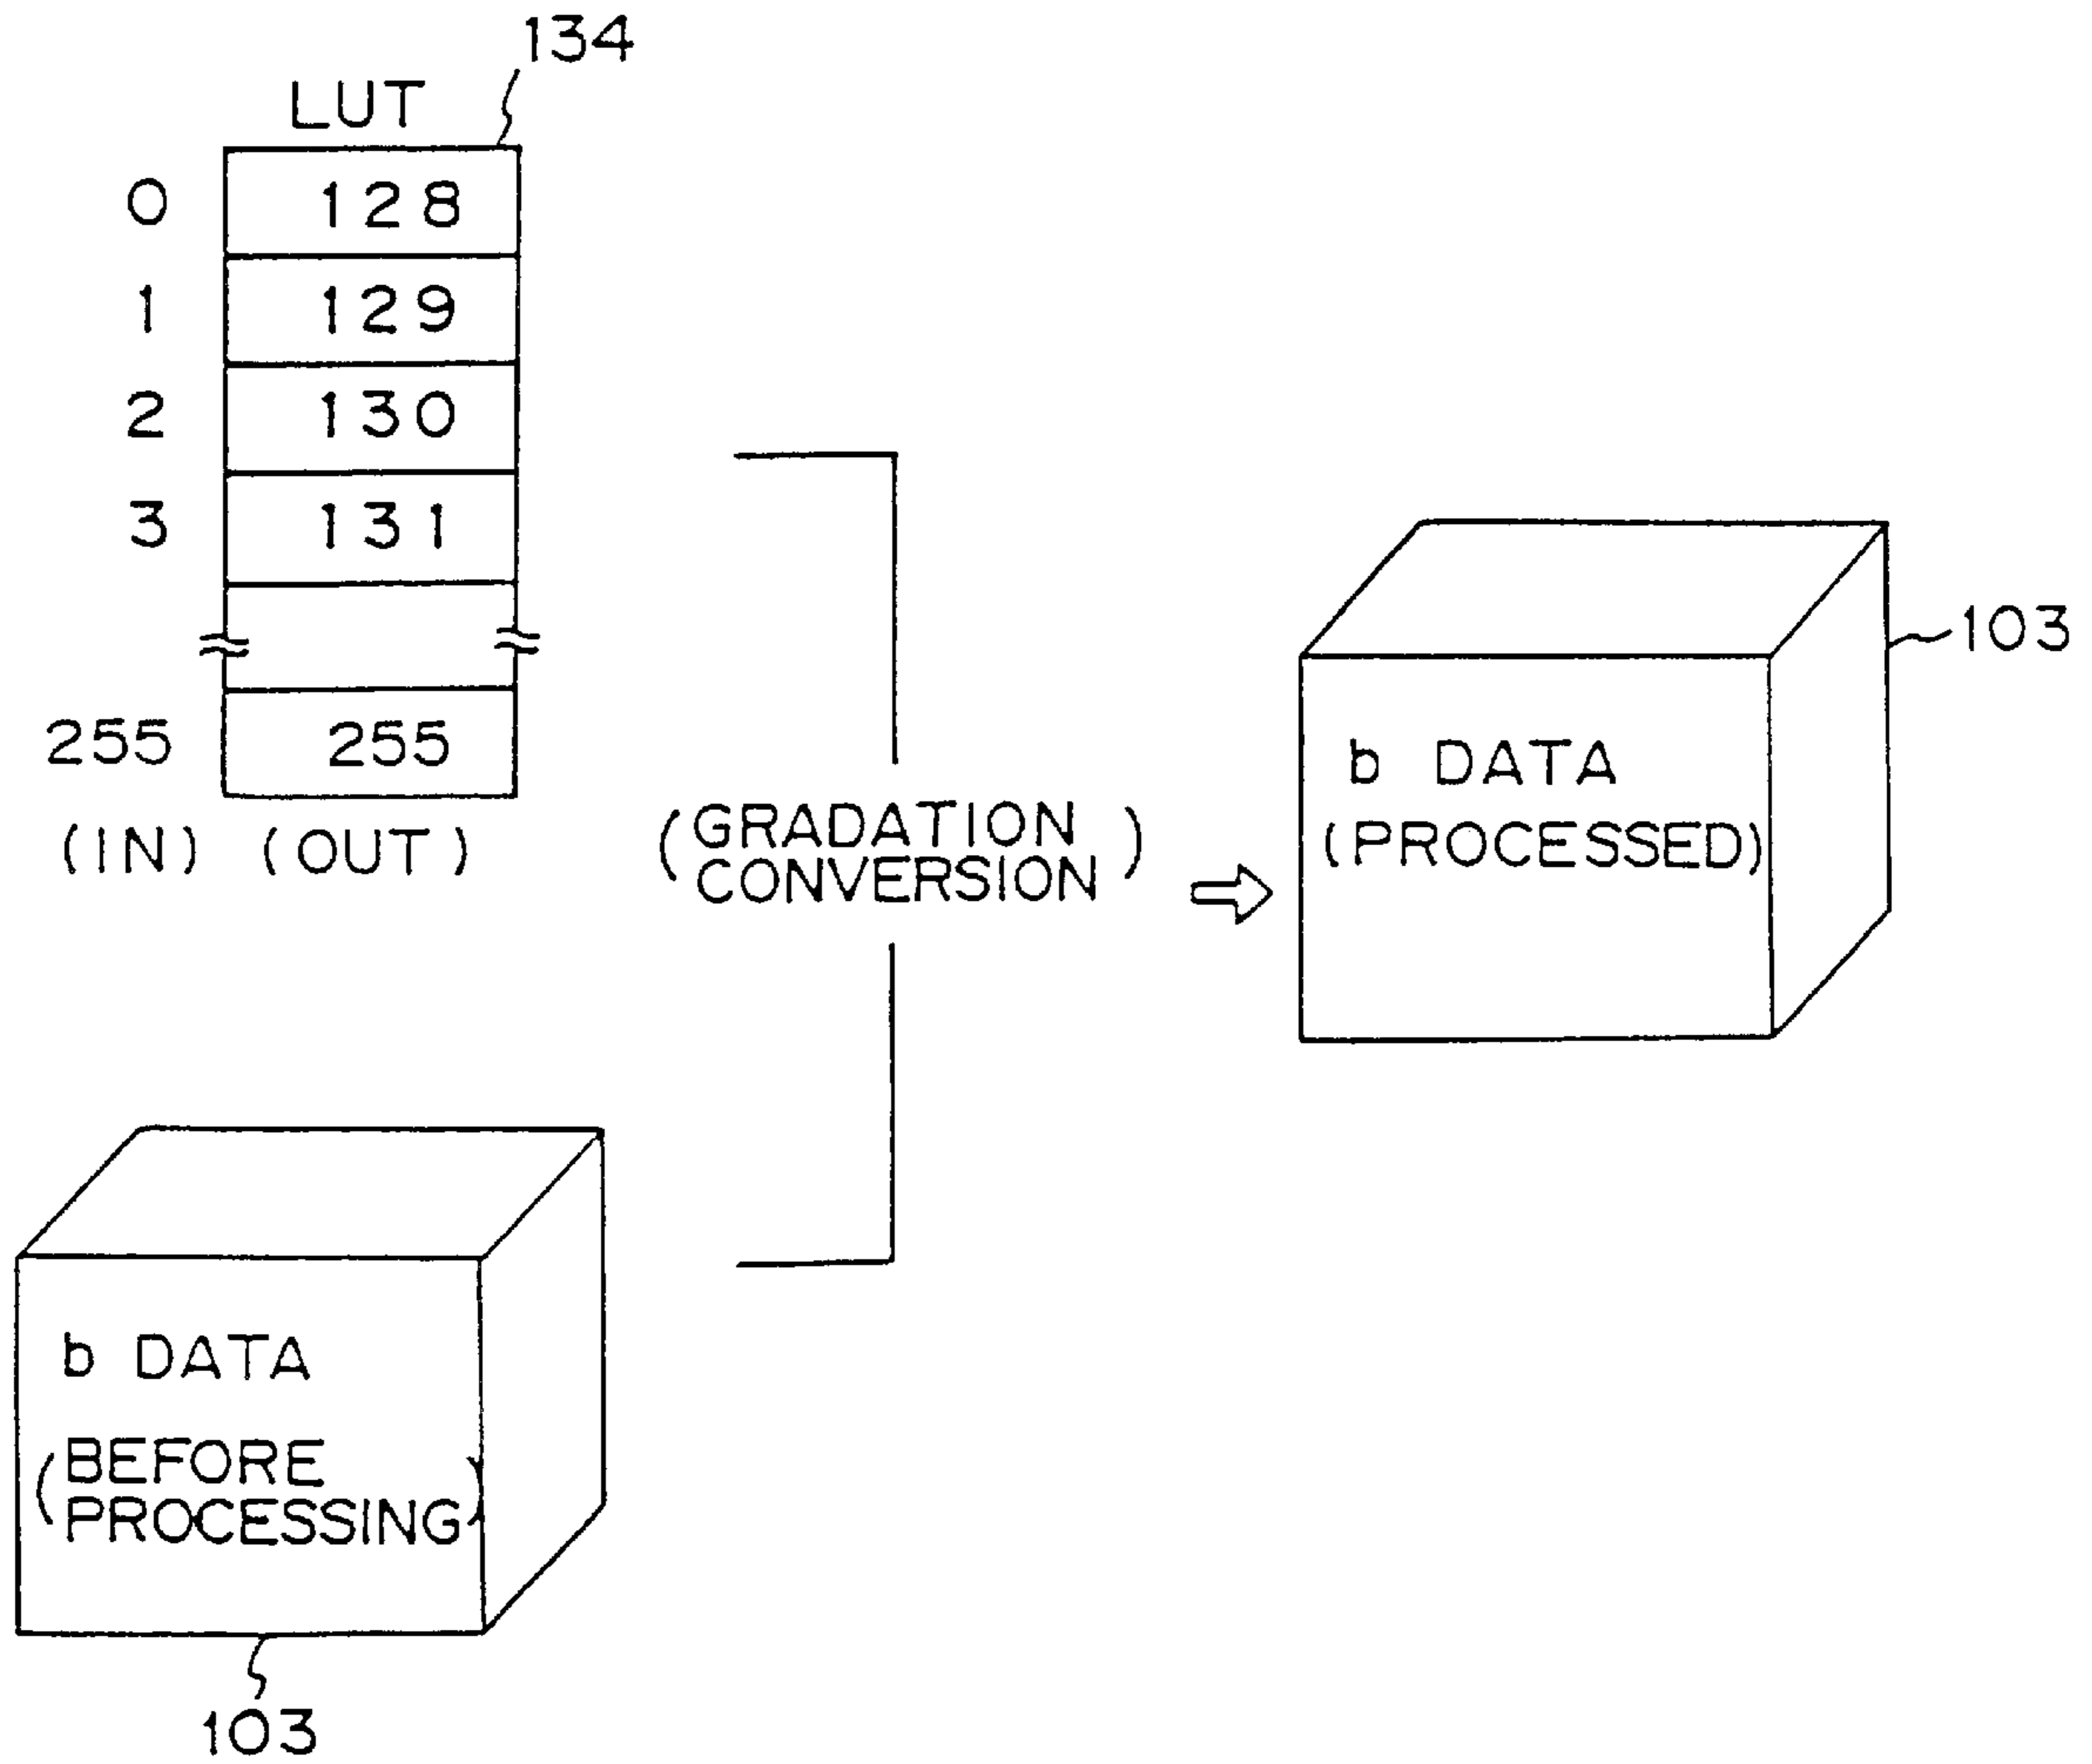 134
LUT
0 128
1 129
2 130
3 131
255 255
(IN) (OUT)
(GRADATION
CONVERSION)
b DATA
(PROCESSED)
103
b DATA
(BEFORE
PROCESSING)
103